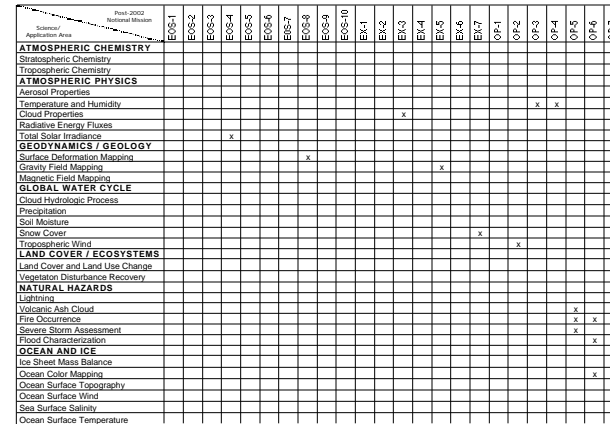 Post-2002
Notional Mission
Science/
Application Area
EOS-1 EOS-2 EOS-3 EOS-4 EOS-5 EOS-6 EOS-7 EOS-8 EOS-9 EOS-10 EX-1 EX-2 EX-3 EX-4 EX-5 EX-6 EX-7 OP-1 OP-2 OP-3 OP-4 OP-5 OP-6
ATMOSPHERIC CHEMISTRY
Stratospheric Chemistry
Tropospheric Chemistry
ATMOSPHERIC PHYSICS
Aerosol Properties
Temperature and Humidity x x
Cloud Properties x
Radiative Energy Fluxes
Total Solar Irradiance x
GEODYNAMICS / GEOLOGY
Surface Deformation Mapping x
Gravity Field Mapping x
Magnetic Field Mapping
GLOBAL WATER CYCLE
Cloud Hydrologic Process
Precipitation
Soil Moisture
Snow Cover x
Tropospheric Wind x
LAND COVER / ECOSYSTEMS
Land Cover and Land Use Change
Vegetaton Disturbance Recovery
NATURAL HAZARDS
Lightning
Volcanic Ash Cloud x
Fire Occurrence x x
Severe Storm Assessment x
Flood Characterization x
OCEAN AND ICE
Ice Sheet Mass Balance
Ocean Color Mapping x
Ocean Surface Topography
Ocean Surface Wind
Sea Surface Salinity
Ocean Surface Temperature